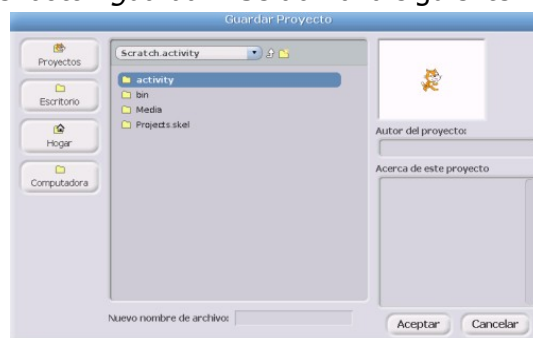 Guardar Proyecto
Proyectos
Escritorio
Hogar
Computadora
Scratch.activity
activity
bin
Media
Projects.skel
Autor del proyecto:
Acerca de este proyecto
Nuevo nombre de archivo:
Aceptar
Cancelar